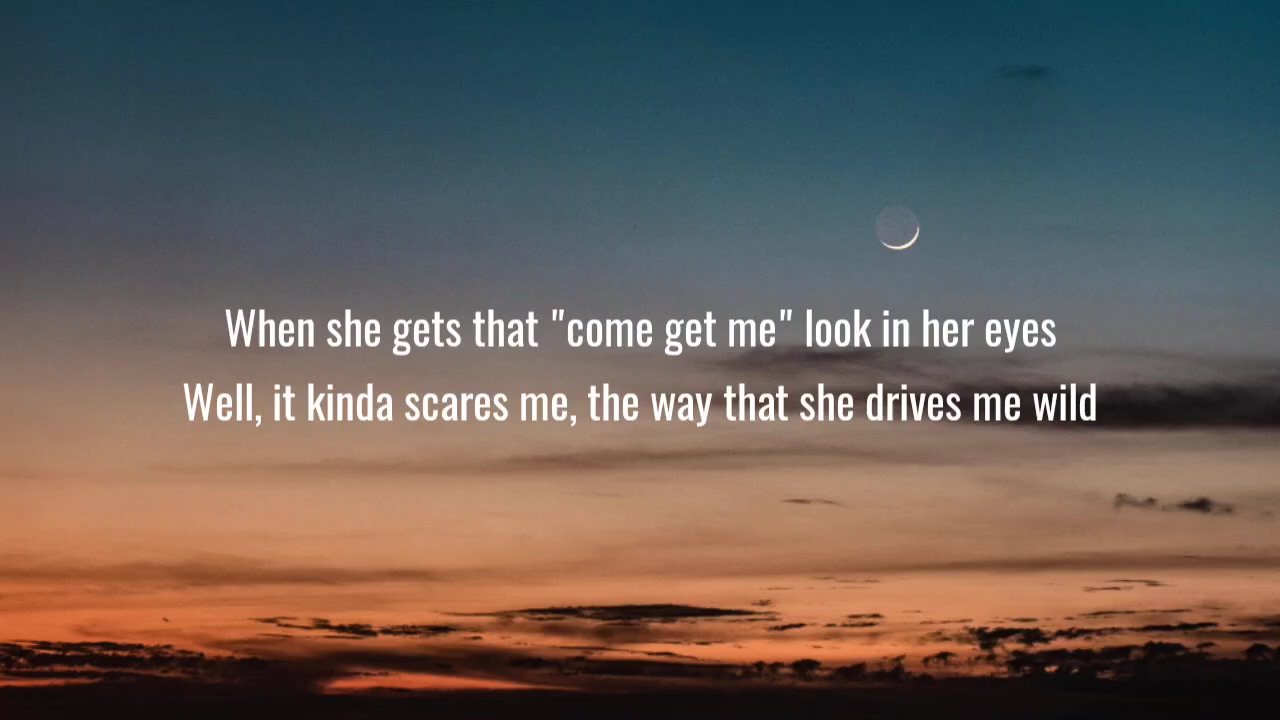 When she gets that "come get me" look in her eyes
Well, it kinda scares me, the way that she drives me wild